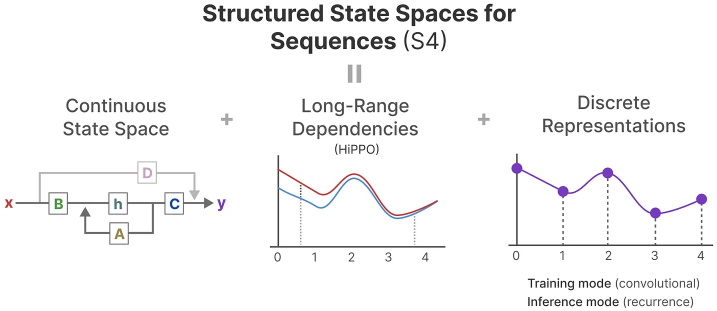 Structured State Spaces for
Sequences (S4)
=
Continuous
State Space
+
Long-Range
Dependencies
(HiPPO)
+
Discrete
Representations
D
x B h C y
A
0 1 2 3 4
0 1 2 3 4
Training mode (convolutional)
Inference mode (recurrence)